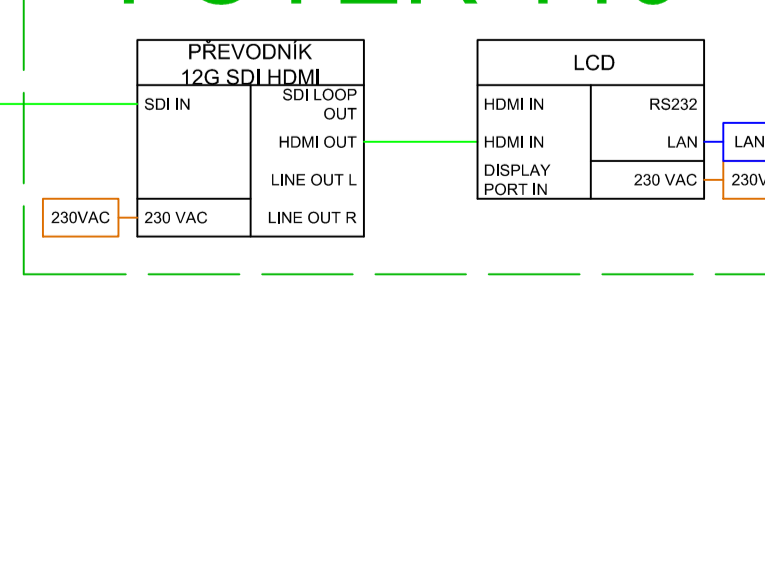 PŘEVODNÍK
12G SDI HDMI
SDI IN
SDI LOOP
OUT
HDMI OUT
LINE OUT L
230VAC
230 VAC
LINE OUT R
LCD
HDMI IN
RS232
HDMI IN
LAN
LAN
DISPLAY
PORT IN
230 VAC
230V